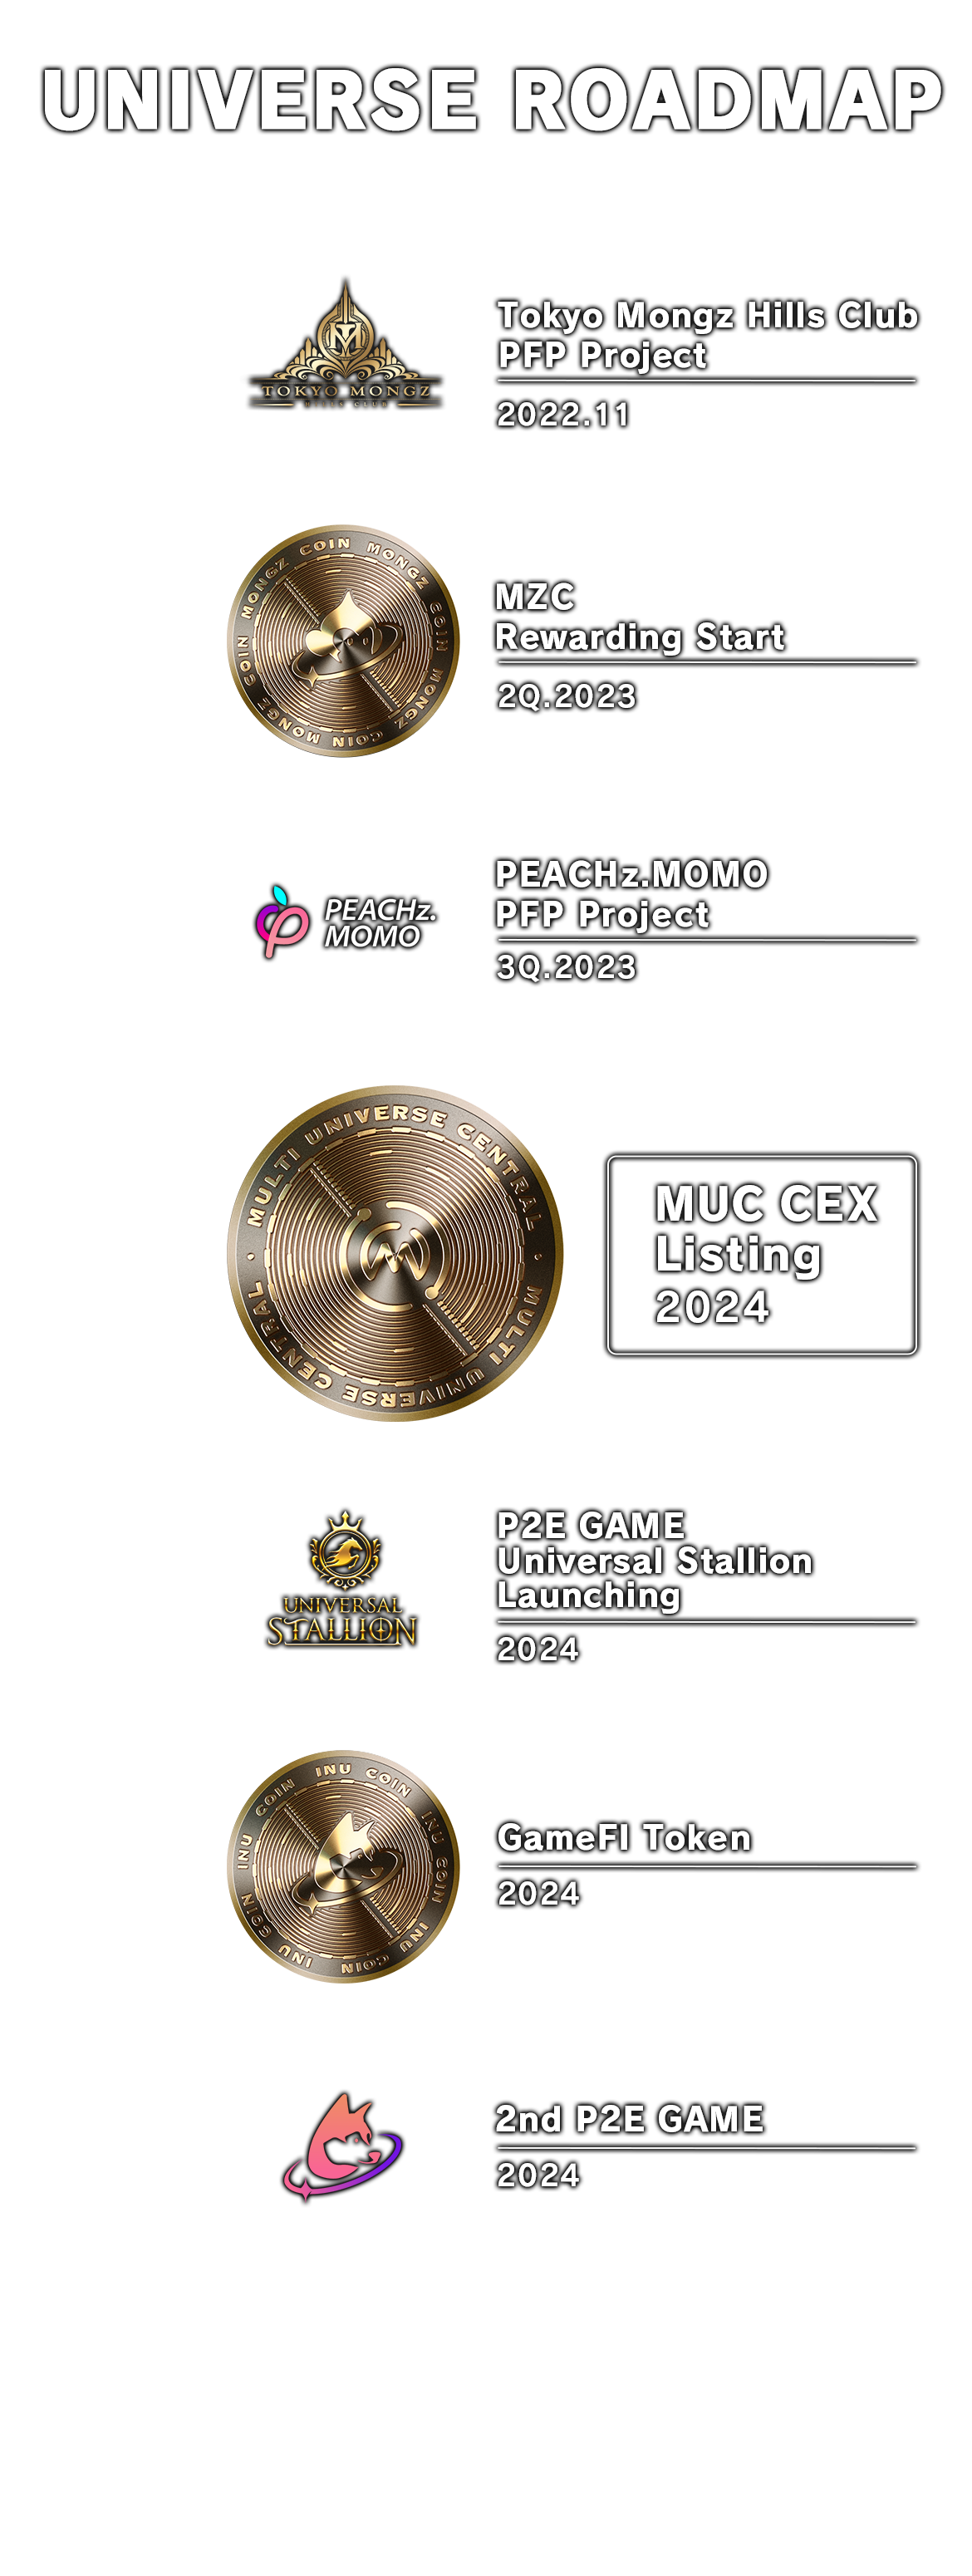 UNIVERSE ROADMAP
TOKYO MONGZ
HILLS CLUB
Tokyo Mongz Hills Club
PFP Project
2022.11
MONGZ COIN MONGZ COIN MONGZ COIN MONGZ COIN
MZC
Rewarding Start
2Q.2023
PEACHz.
MOMO
PEACHz.MOMO
PFP Project
3Q.2023
MULTI UNIVERSE CENTRAL · MULTI UNIVERSE CENTRAL ·
MUC CEX
Listing
2024
UNIVERSAL
STALLION
P2E GAME
Universal Stallion
Launching
2024
INU COIN INU COIN INU COIN INU COIN INU COIN
GameFI Token
2024
2nd P2E GAME
2024